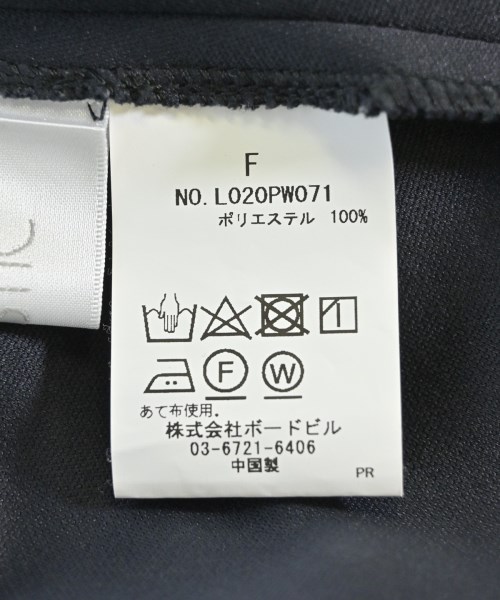 F
NO.L020PW071
ポリエステル 100%
F W
あて布使用.
株式会社ボードビル
03-6721-6406
中国製
PR